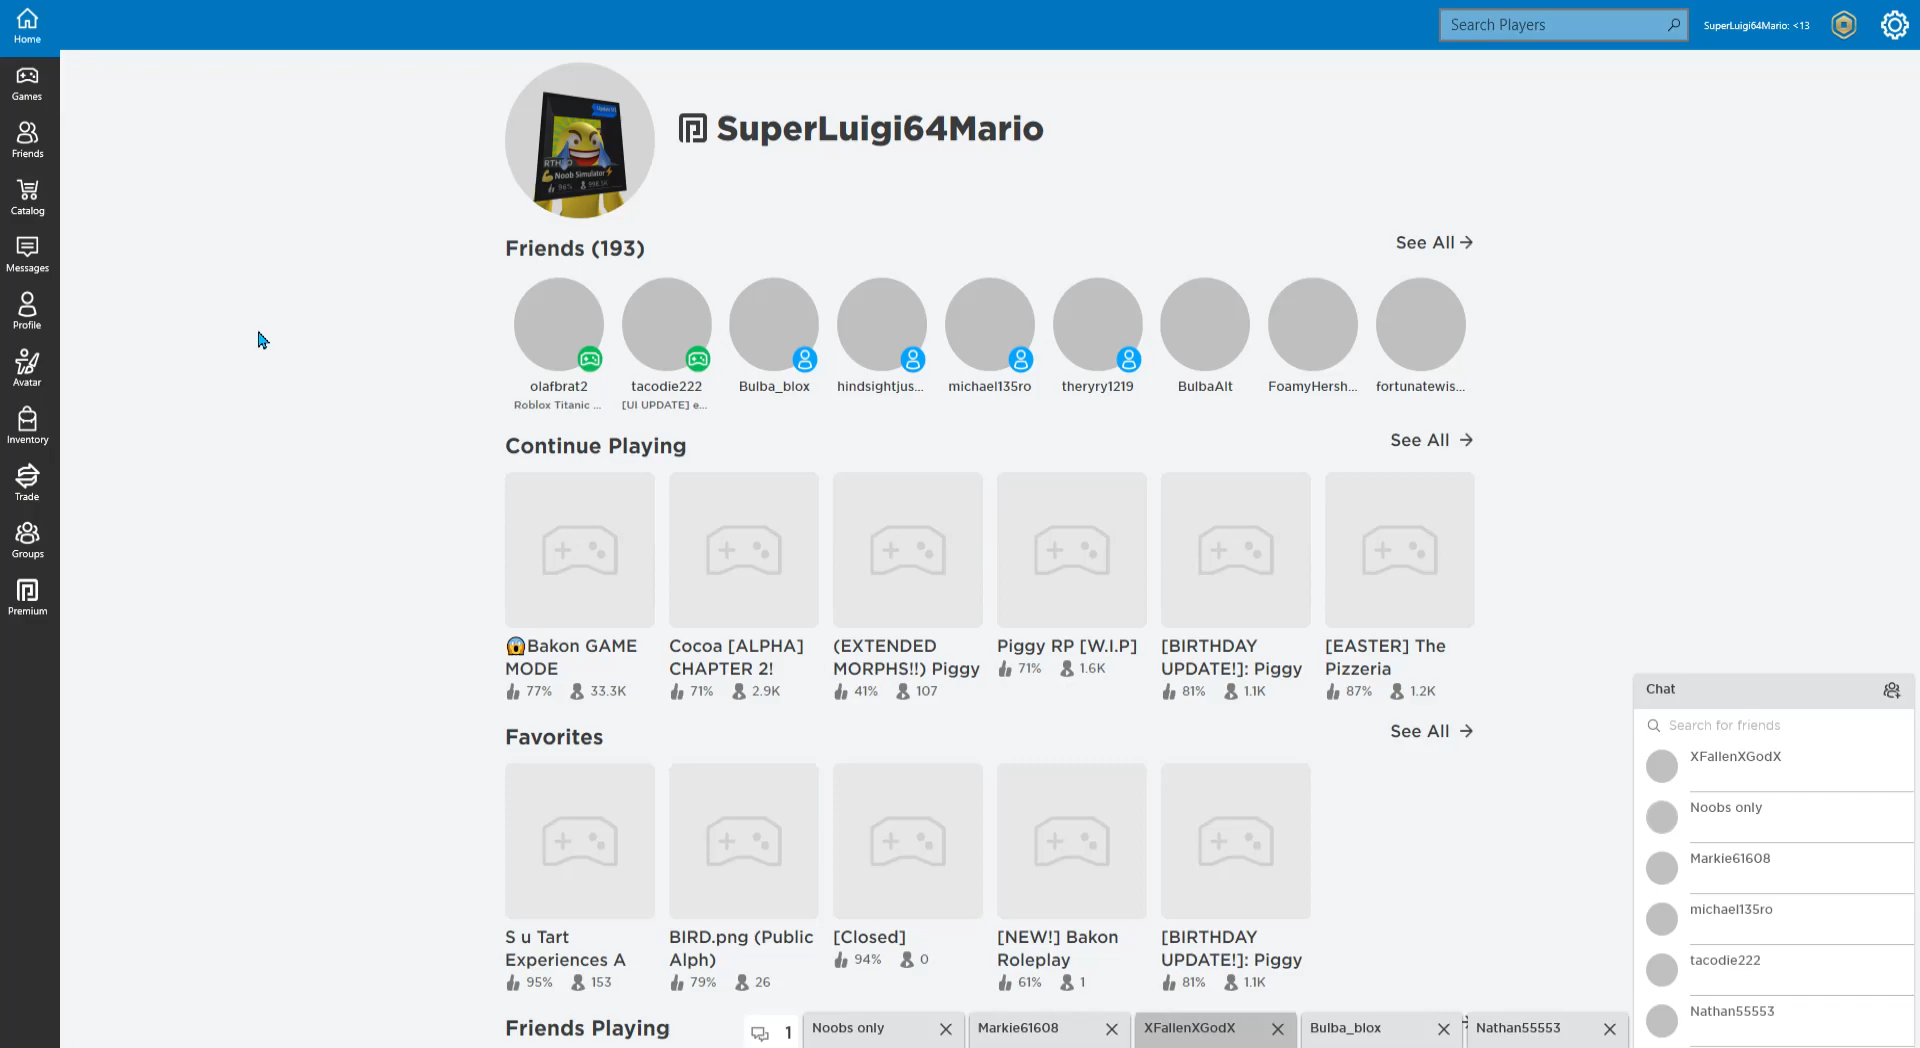 Home
Search Players
SuperLuigi64Mario: <13
Games
Friends
Catalog
Messages
Profile
Avatar
Inventory
Trade
Groups
Premium
RTHRO
💪Noob Simulator⚡
96%
SuperLuigi64Mario
Friends (193)
See All →
olafbrat2
Roblox Titanic ...
tacodie222
[UI UPDATE] e...
Bulba_blox
hindsightjus...
michael135ro
theryry1219
BulbaAlt
FoamyHersh...
fortunatewis...
Continue Playing
See All →
😱Bakon GAME
MODE
77% 33.3K
Cocoa [ALPHA]
CHAPTER 2!
71% 2.9K
(EXTENDED
MORPHS!!) Piggy
41% 107
Piggy RP [W.I.P]
71% 1.6K
[BIRTHDAY
UPDATE!]: Piggy
81% 1.1K
[EASTER] The
Pizzeria
87% 1.2K
Favorites
See All →
S u Tart
Experiences A
95% 153
BIRD.png (Public
Alph)
79% 26
[Closed]
94% 0
[NEW!] Bakon
Roleplay
61% 1
[BIRTHDAY
UPDATE!]: Piggy
81% 1.1K
Friends Playing
1
Noobs only
Markie61608
XFallenXGodX
Bulba_blox
Nathan55553
Chat
Search for friends
XFallenXGodX
Noobs only
Markie61608
michael135ro
tacodie222
Nathan55553